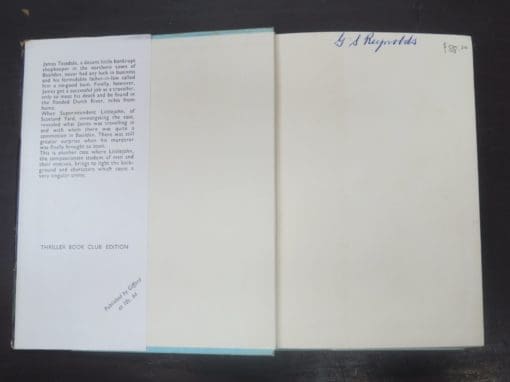 James Teasdale, a decent little bankrupt
shopkeeper in the northern town of
Basilden, never had any luck in business
and his formidable father-in-law called
him a no-good bum. Finally, however,
James got a successful job as a traveller,
only to meet his death and be found in
the flooded Dutch River, miles from
home.
When Superintendent Littlejohn, of
Scotland Yard, investigating the case,
revealed what James was travelling in
and with whom there was quite a
commotion in Basilden. There was still
greater surprise when his murderer
was finally brought to book.
This is another case where Littlejohn,
the compassionate student of men and
their motives, brings to light the back-
ground and characters which cause a
very singular crime.
THRILLER BOOK CLUB EDITION
Published by Gifford
at 10s. 6d
G S Reynolds